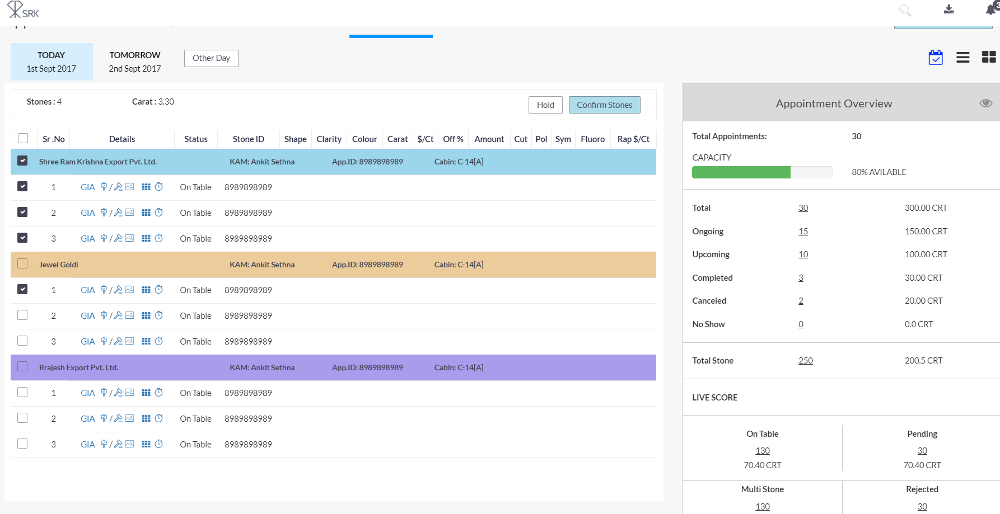 SRK
3
TODAY
1st Sept 2017
TOMORROW
2nd Sept 2017
Other Day
Stones : 4
Carat : 3.30
Hold
Confirm Stones
Sr .No Details Status Stone ID Shape Clarity Colour Carat $/Ct Off % Amount Cut Pol Sym Fluoro Rap $/Ct
Shree Ram Krishna Export Pvt. Ltd. KAM: Ankit Sethna App.ID: 8989898989 Cabin: C-14[A]
1 GIA / On Table 8989898989
2 GIA / On Table 8989898989
3 GIA / On Table 8989898989
Jewel Goldi KAM: Ankit Sethna App.ID: 8989898989 Cabin: C-14[A]
1 GIA / On Table 8989898989
2 GIA / On Table 8989898989
3 GIA / On Table 8989898989
Rrajesh Export Pvt. Ltd. KAM: Ankit Sethna App.ID: 8989898989 Cabin: C-14[A]
1 GIA / On Table 8989898989
2 GIA / On Table 8989898989
3 GIA / On Table 8989898989
Appointment Overview
Total Appointments: 30
CAPACITY
80% AVILABLE
Total 30 300.00 CRT
Ongoing 15 150.00 CRT
Upcoming 10 100.00 CRT
Completed 3 30.00 CRT
Canceled 2 20.00 CRT
No Show 0 0.0 CRT
Total Stone 250 200.5 CRT
LIVE SCORE
On Table
130
70.40 CRT
Pending
30
70.40 CRT
Multi Stone
130
Rejected
30